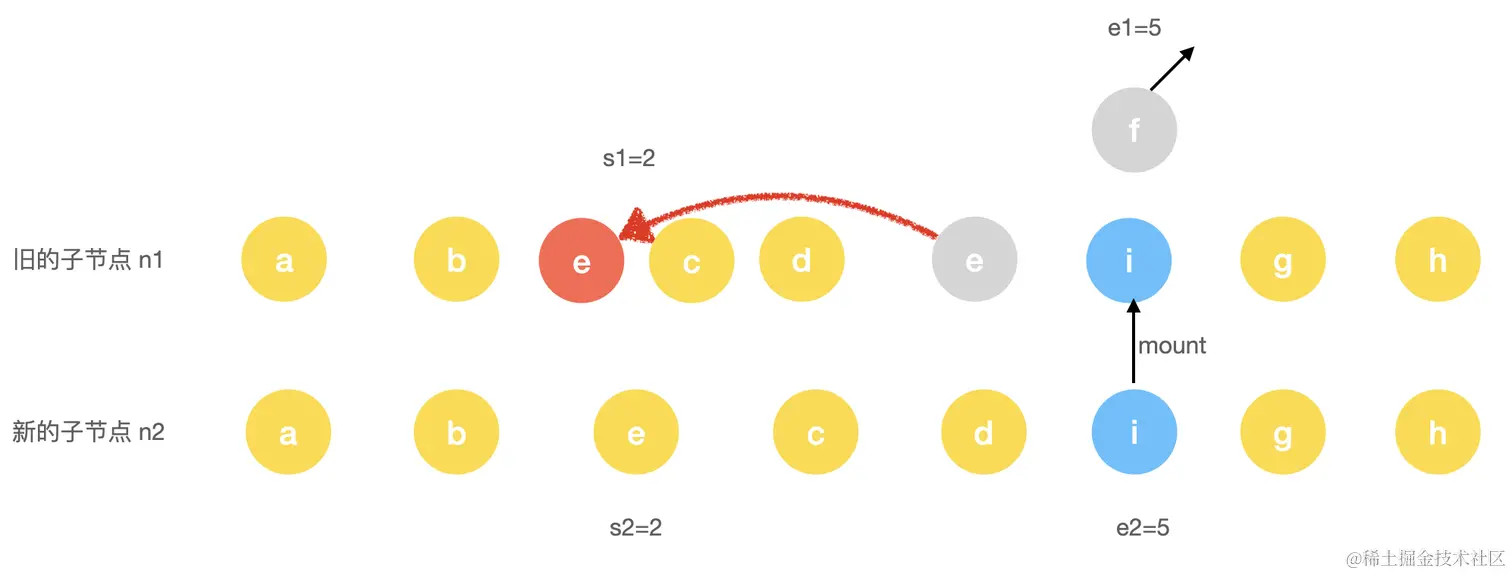 e1=5
f
s1=2
旧的子节点 n1 a b e c d e i g h
mount
新的子节点 n2 a b e c d i g h
s2=2 e2=5
@稀土掘金技术社区